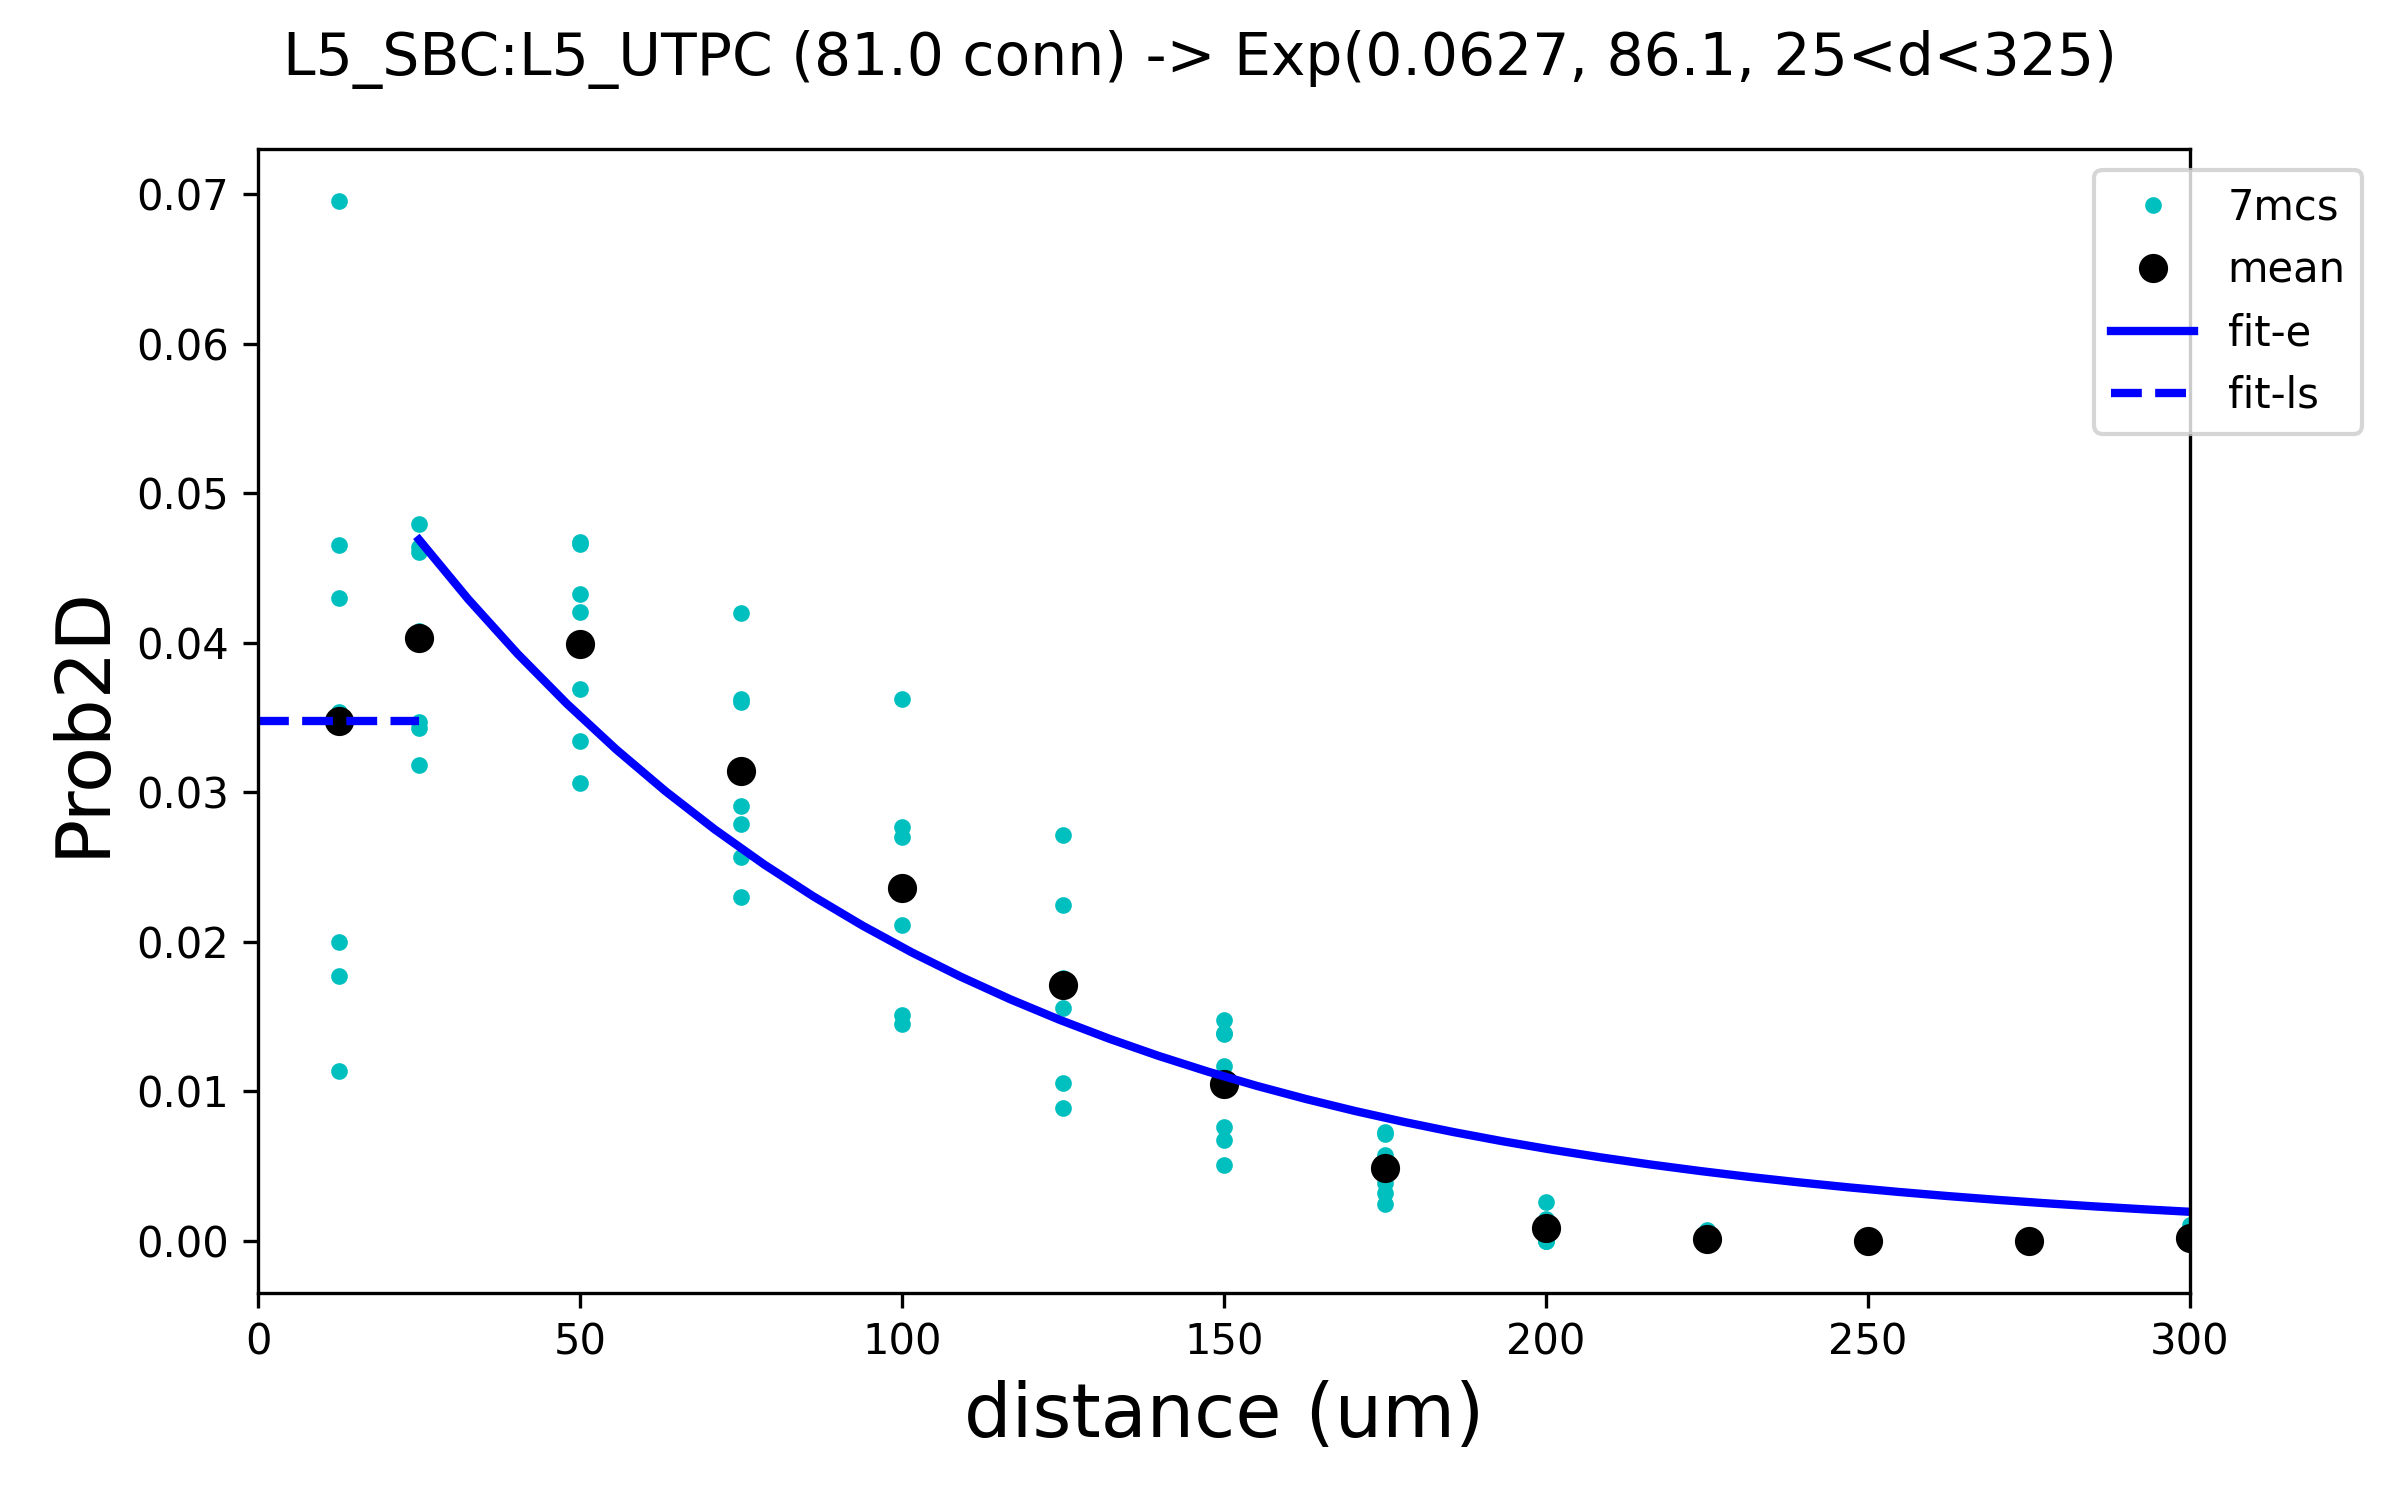 L5_SBC:L5_UTPC (81.0 conn) -> Exp(0.0627, 86.1, 25<d<325)
7mcs
mean
fit-e
fit-ls
Prob2D
0.07
0.06
0.05
0.04
0.03
0.02
0.01
0.00
0 50 100 150 200 250 300
distance (um)